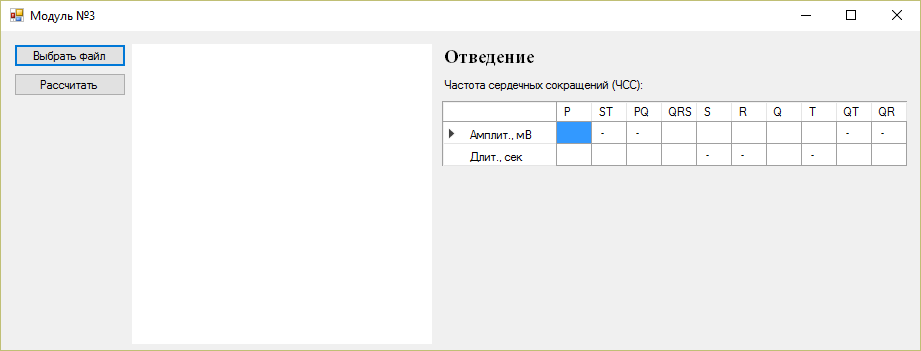 Модуль №3
Выбрать файл
Рассчитать
Отведение
Частота сердечных сокращений (ЧСС):
P ST PQ QRS S R Q T QT QR
Амплит., мВ - - - -
Длит., сек - - -